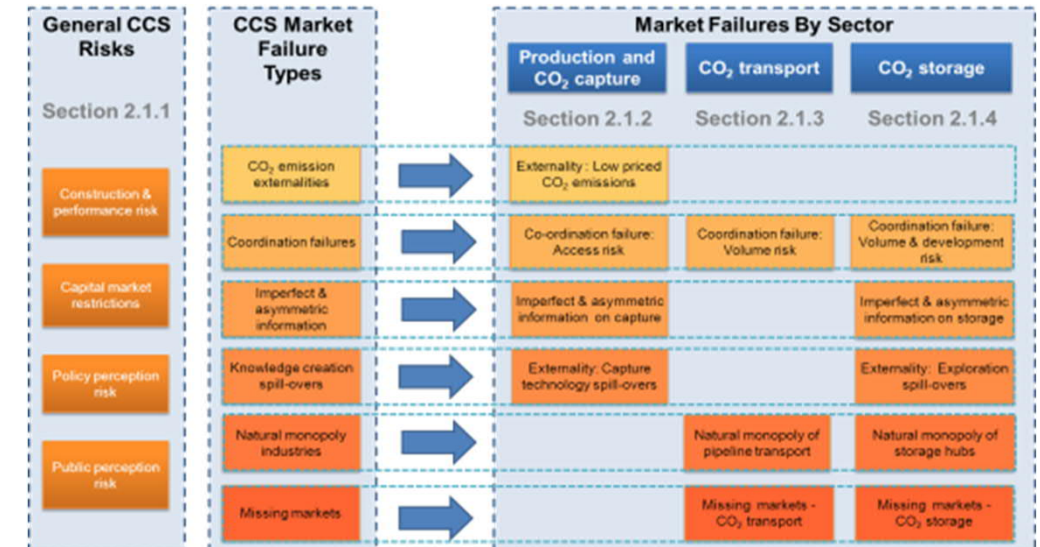 General CCS
Risks
Section 2.1.1
Construction &
performance risk
Capital market
restrictions
Policy perception
risk
Public perception
risk
CCS Market
Failure
Types
CO₂ emission
externalities
Coordination failures
Imperfect &
asymmetric
information
Knowledge creation
spill-overs
Natural monopoly
industries
Missing markets
Market Failures By Sector
Production and
CO₂ capture
CO₂ transport
CO₂ storage
Section 2.1.2
Section 2.1.3
Section 2.1.4
Externality : Low priced
CO₂ emissions
Co-ordination failure:
Access risk
Coordination failure:
Volume risk
Coordination failure:
Volume & development
risk
Imperfect & asymmetric
information on capture
Imperfect & asymmetric
information on storage
Externality: Capture
technology spill-overs
Externality: Exploration
spill-overs
Natural monopoly of
pipeline transport
Natural monopoly of
storage hubs
Missing markets -
CO₂ transport
Missing markets -
CO₂ storage